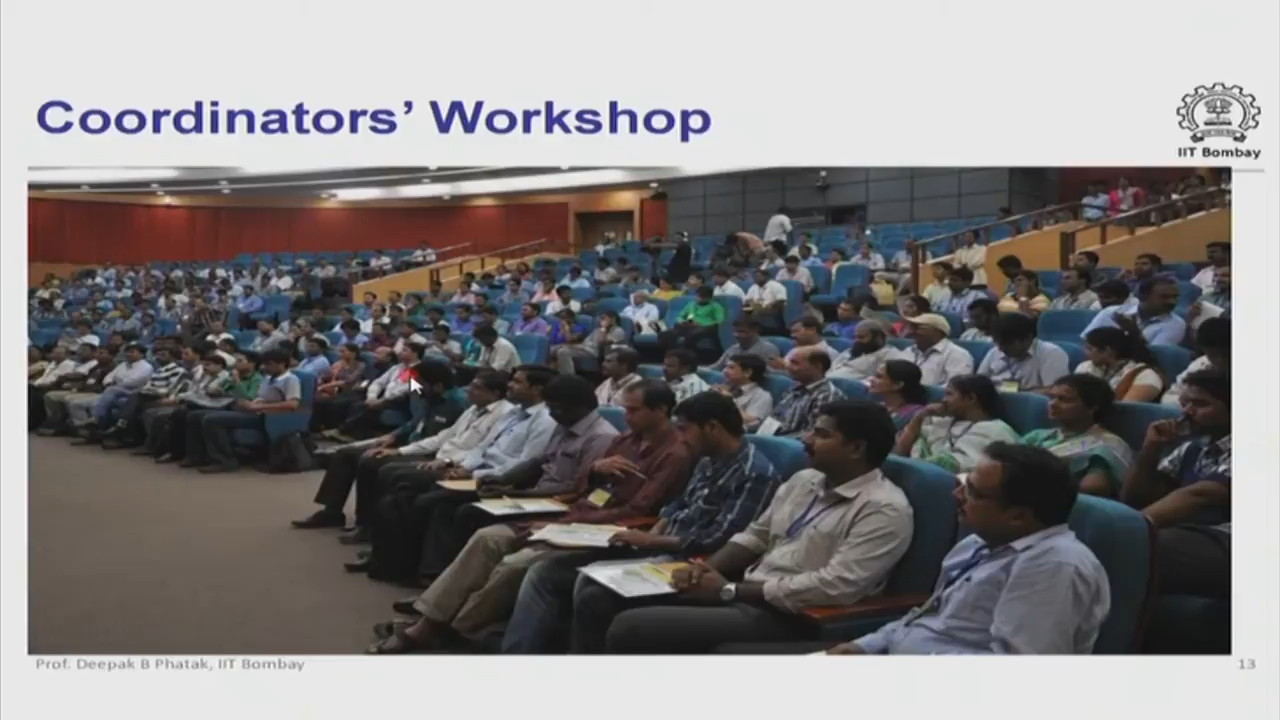 Coordinators’ Workshop
IIT Bombay
Prof. Deepak B Phatak, IIT Bombay
13